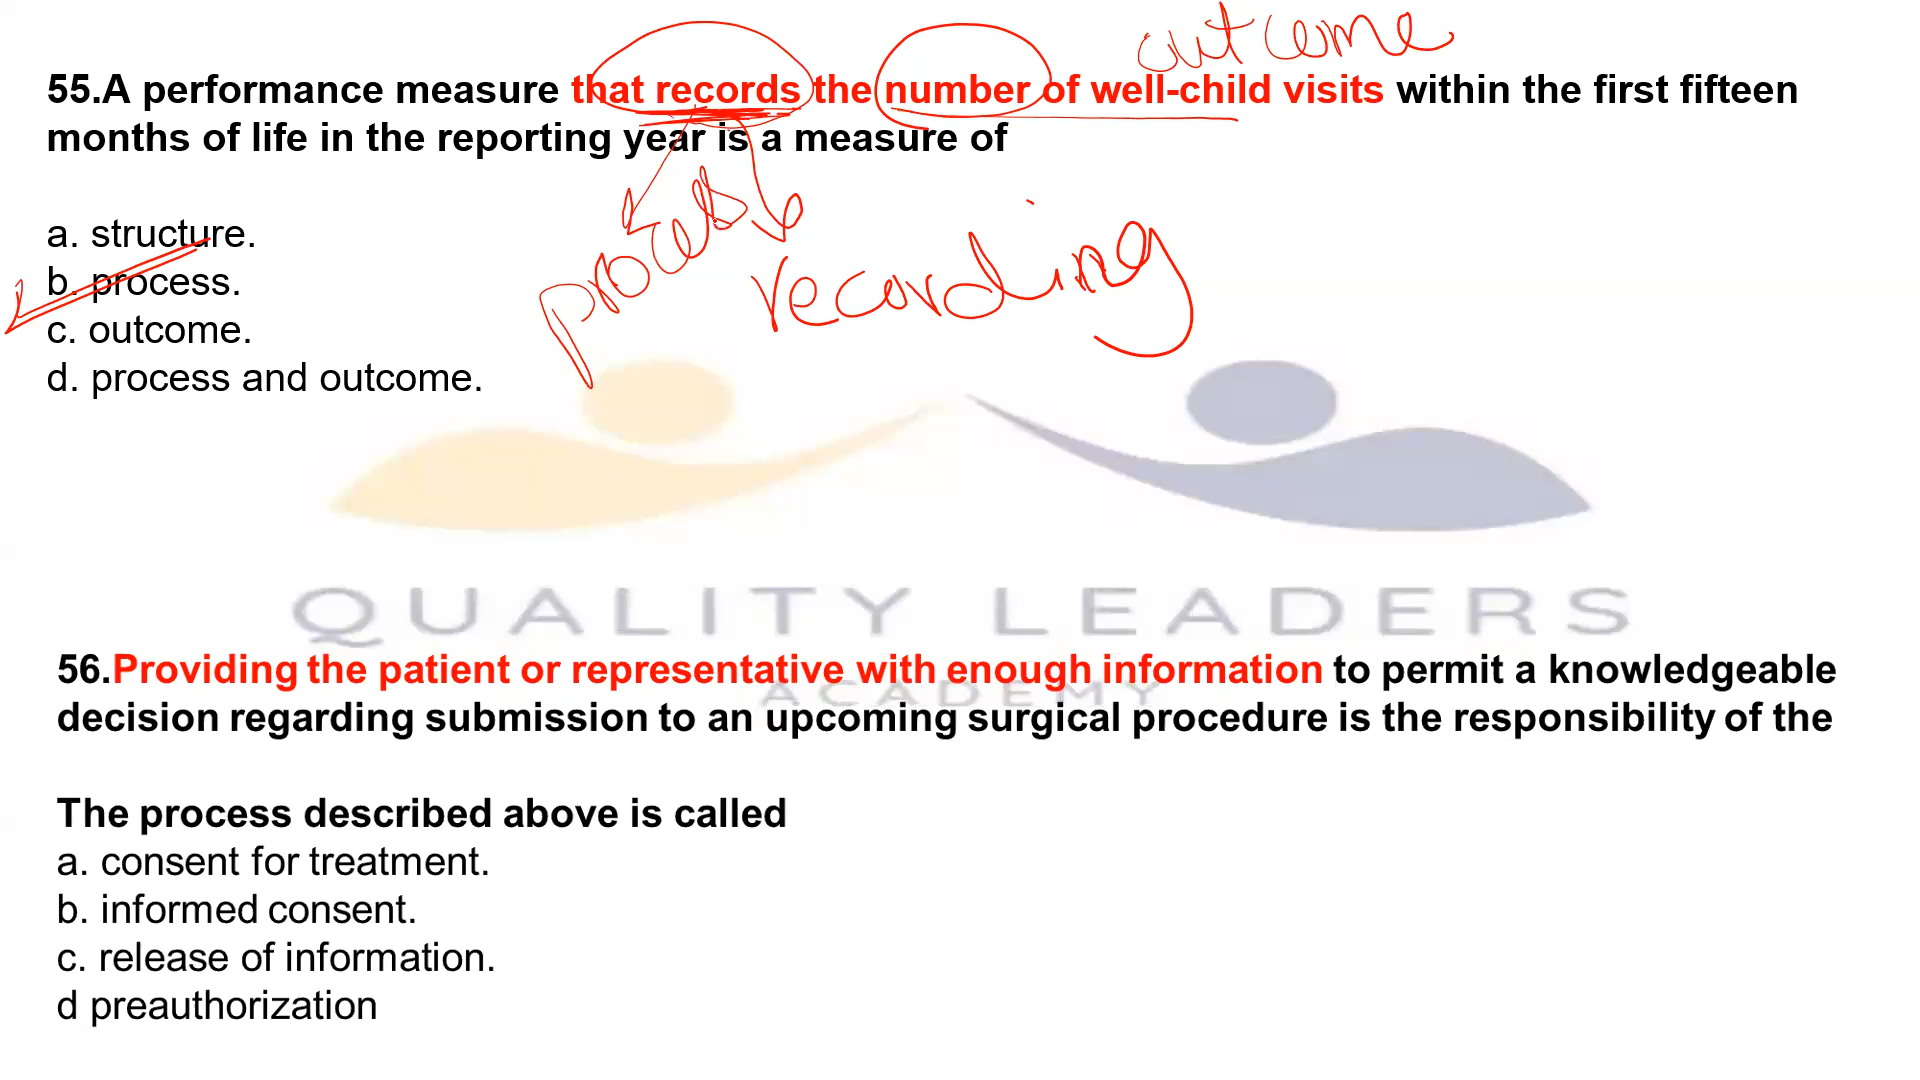 outcome
55.A performance measure that records the number of well-child visits within the first fifteen
months of life in the reporting year is a measure of
a. structure.
b. process.
c. outcome.
d. process and outcome.
process
recording
QUALITY LEADERS
ACADEMY
56.Providing the patient or representative with enough information to permit a knowledgeable
decision regarding submission to an upcoming surgical procedure is the responsibility of the
The process described above is called
a. consent for treatment.
b. informed consent.
c. release of information.
d preauthorization